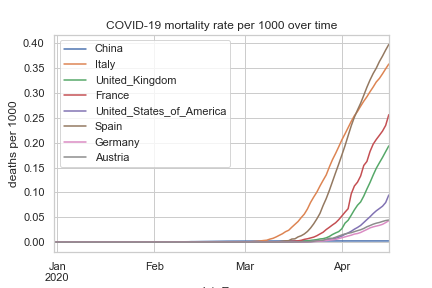 COVID-19 mortality rate per 1000 over time
deaths per 1000
0.40
0.35
0.30
0.25
0.20
0.15
0.10
0.05
0.00
China
Italy
United_Kingdom
France
United_States_of_America
Spain
Germany
Austria
Jan
2020
Feb
Mar
Apr